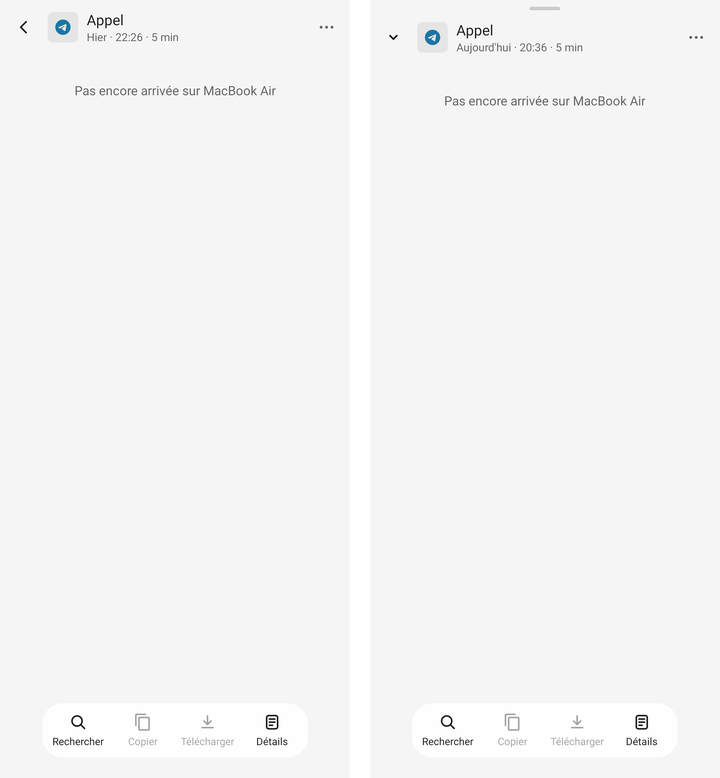 Appel
Hier · 22:26 · 5 min
Pas encore arrivée sur MacBook Air
Rechercher
Copier
Télécharger
Détails
Appel
Aujourd'hui · 20:36 · 5 min
Pas encore arrivée sur MacBook Air
Rechercher
Copier
Télécharger
Détails